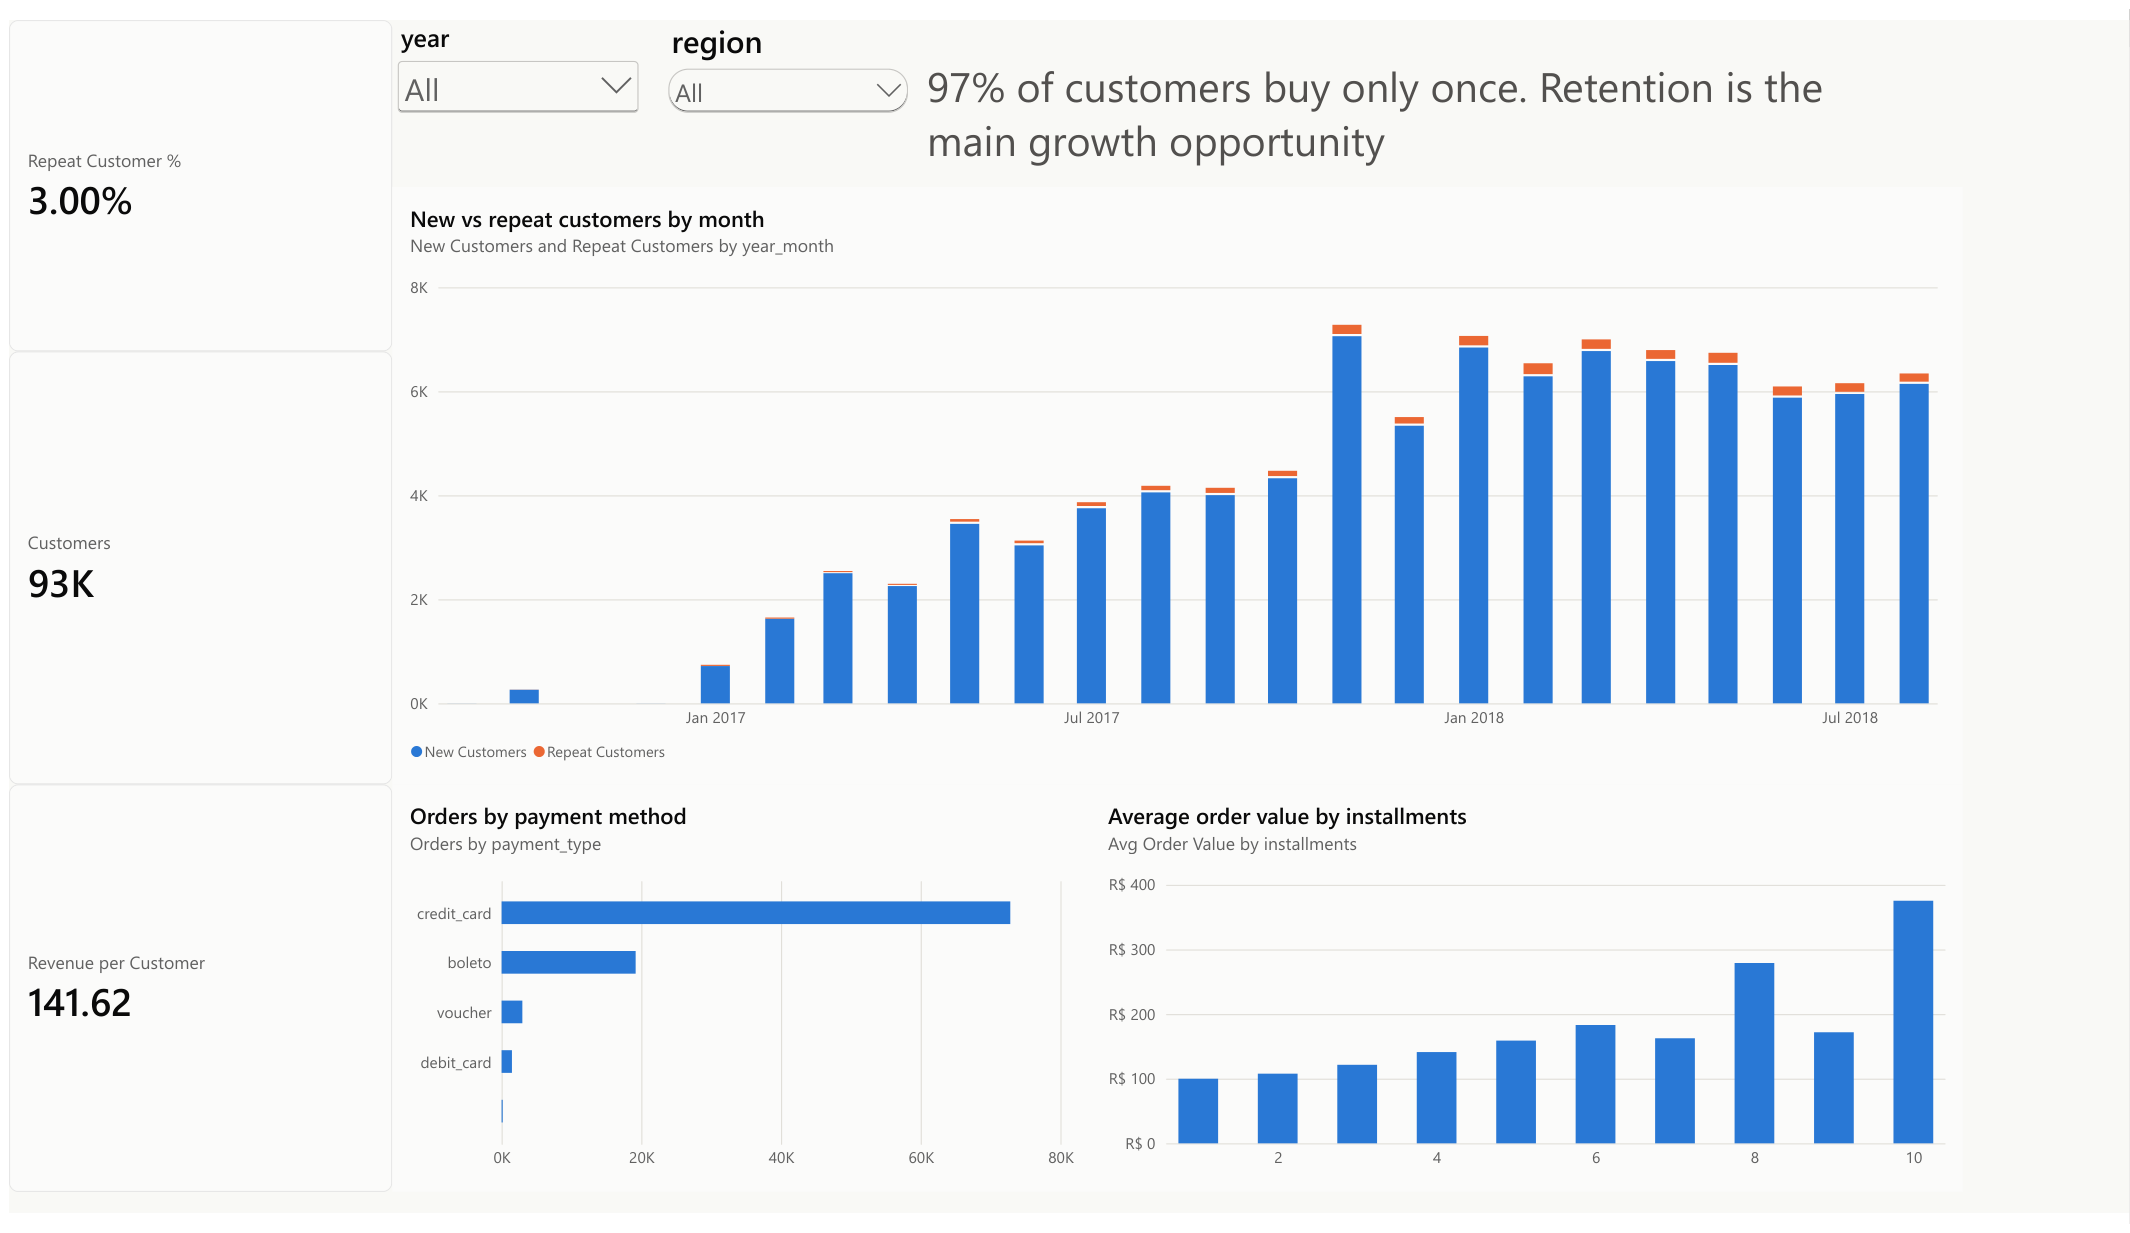 year
All
region
All
97% of customers buy only once. Retention is the
main growth opportunity
Repeat Customer %
3.00%
Customers
93K
Revenue per Customer
141.62
New vs repeat customers by month
New Customers and Repeat Customers by year_month
8K
6K
4K
2K
0K
Jan 2017
Jul 2017
Jan 2018
Jul 2018
New Customers
Repeat Customers
Orders by payment method
Orders by payment_type
credit_card
boleto
voucher
debit_card
0K
20K
40K
60K
80K
Average order value by installments
Avg Order Value by installments
R$ 400
R$ 300
R$ 200
R$ 100
R$ 0
2
4
6
8
10